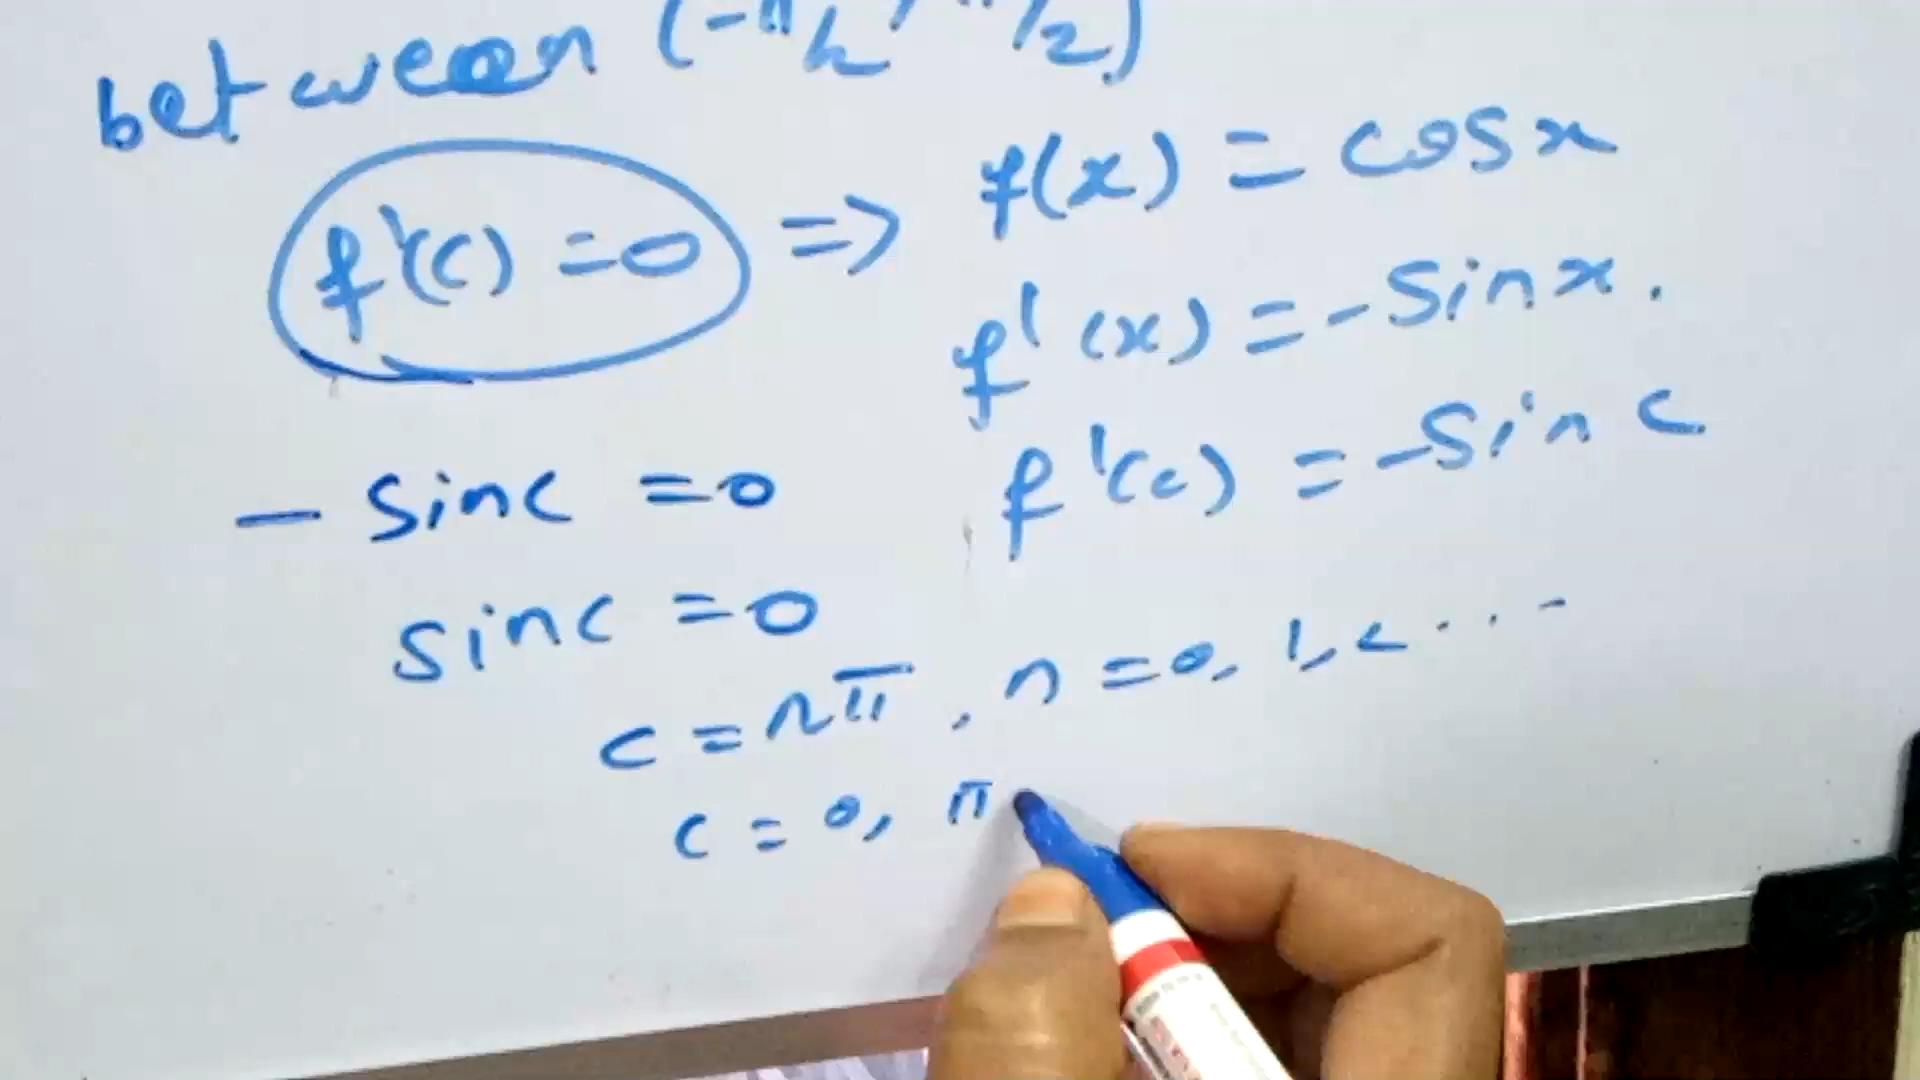 between (-π/2, π/2)
f'(c) = 0 => f(x) = cos x
f'(x) = - sin x.
- sin c = 0 f'(c) = - sin c
sin c = 0
c = nπ, n = 0, 1, 2 . . . -
c = 0, π